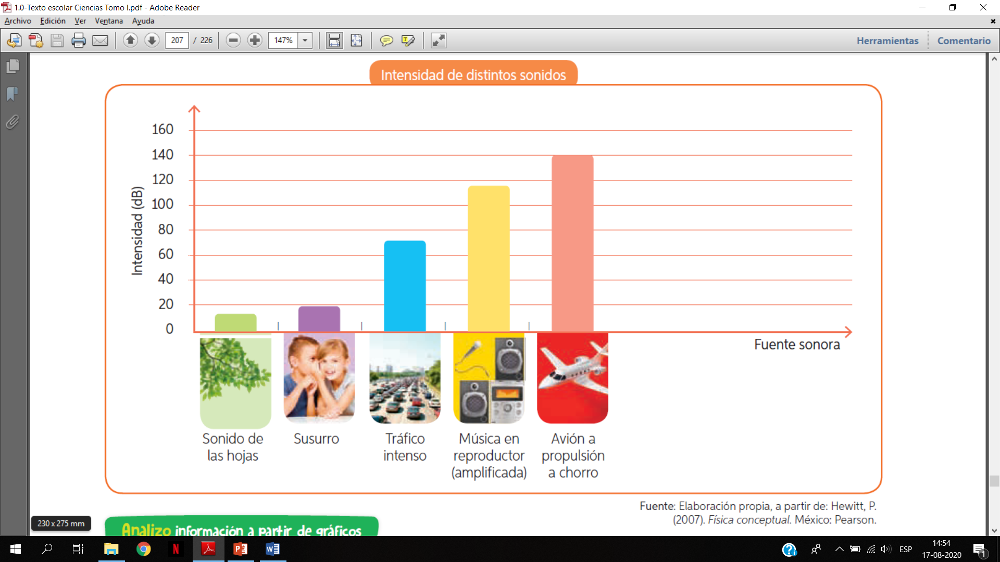 1.0-Texto escolar Ciencias Tomo I.pdf - Adobe Reader
Archivo Edición Ver Ventana Ayuda
207 / 226 147% Herramientas Comentario
Intensidad de distintos sonidos
Intensidad (dB)
160
140
120
100
80
60
40
20
0
Fuente sonora
Sonido de
las hojas
Susurro
Tráfico
intenso
Música en
reproductor
(amplificada)
Avión a
propulsión
a chorro
Fuente: Elaboración propia, a partir de: Hewitt, P.
(2007). Física conceptual. México: Pearson.
230 x 275 mm
Analizo información a partir de gráficos
ESP
14:54
17-08-2020
1